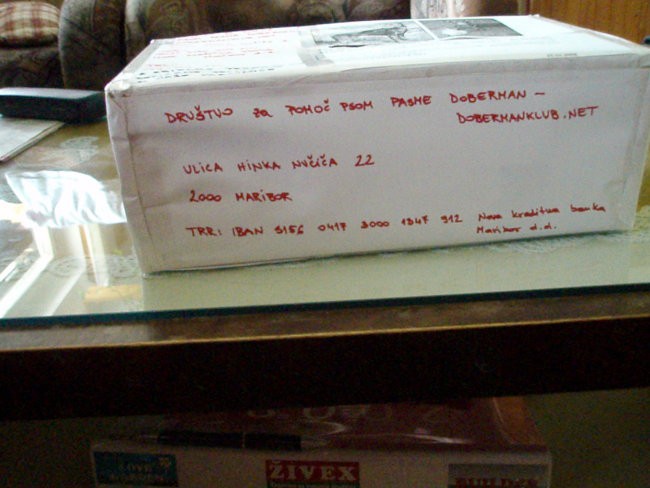 DRUŠTVO za POMOČ PSOM PASME DOBERMAN –
DOBERMANKLUB.NET
ULICA HINKA NUČIČA 22
2000 MARIBOR
TRR: IBAN SI56 0417 3000 1347 912 Nova kreditna banka
Maribor d.d.
ŽIVEX